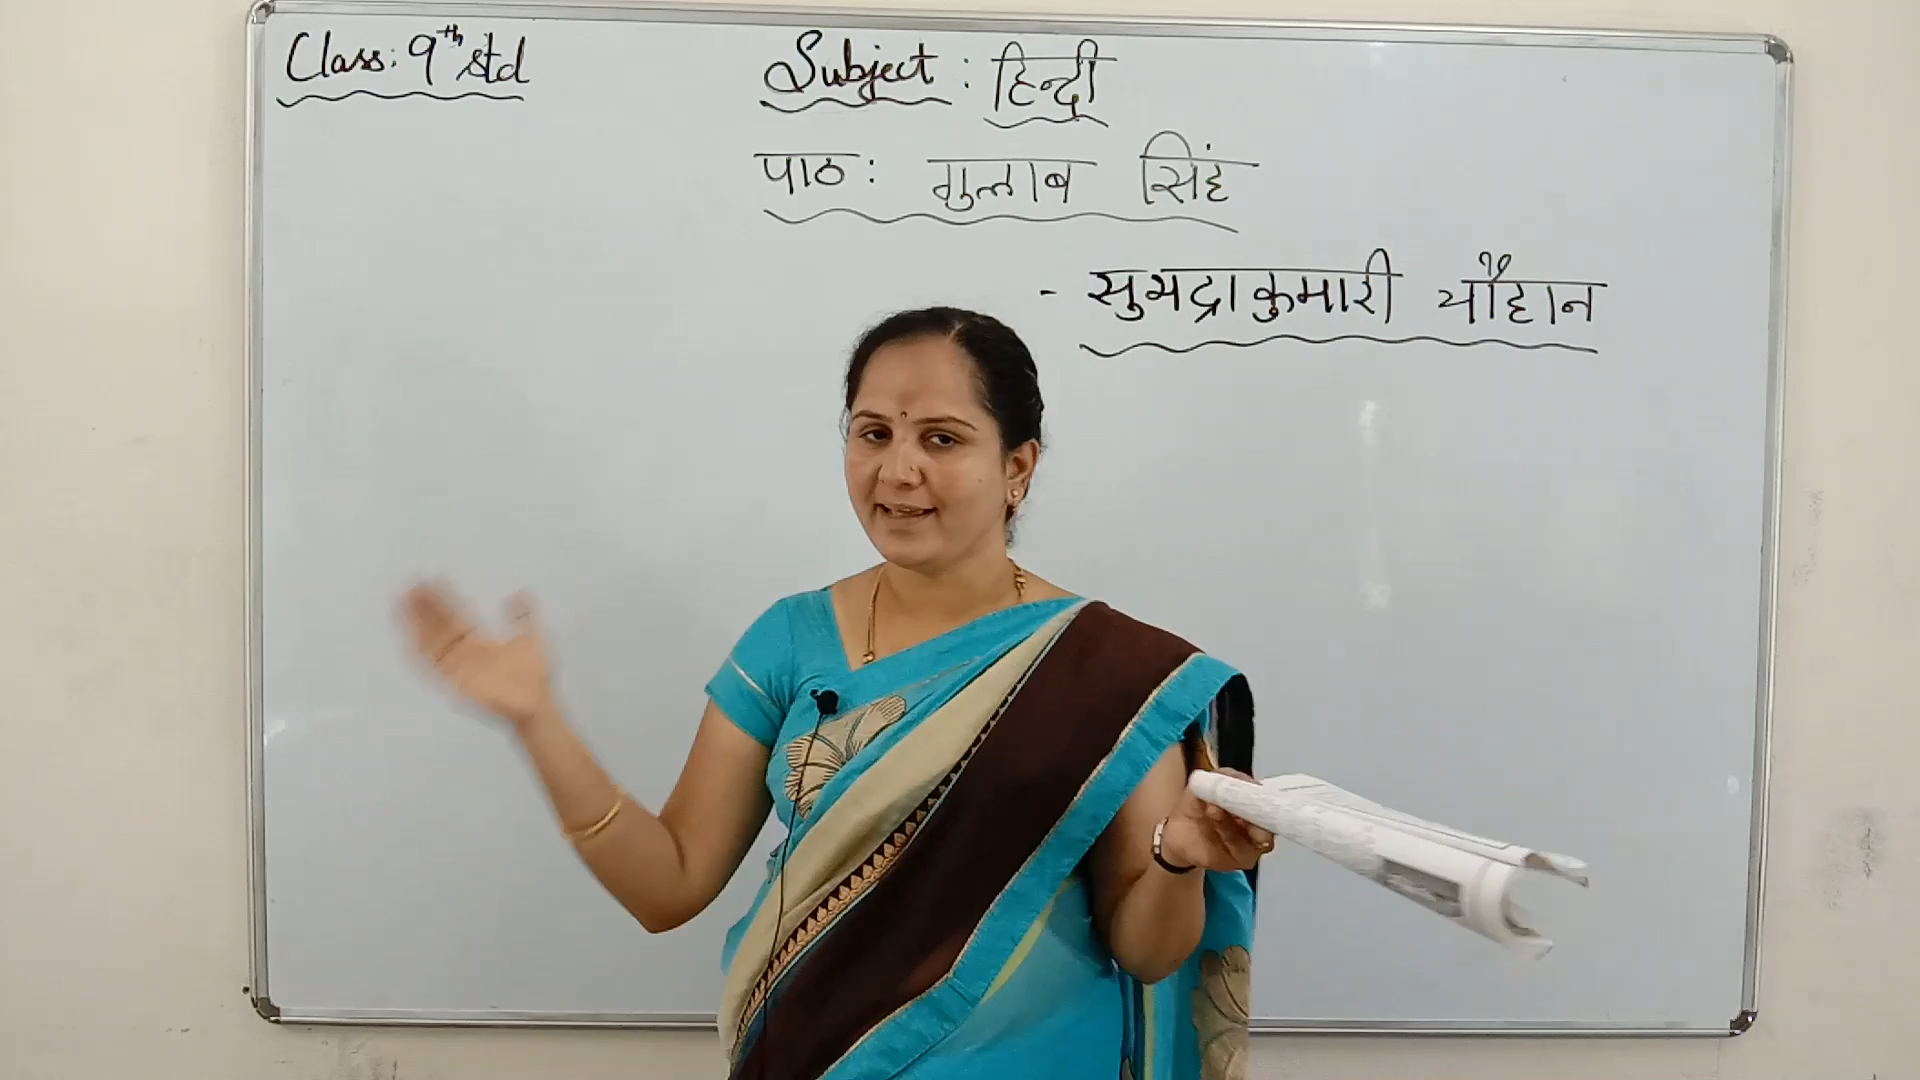 Class: 9th std
Subject : हिन्दी
पाठ : गुलाब सिंह
- सुभद्राकुमारी चौहान